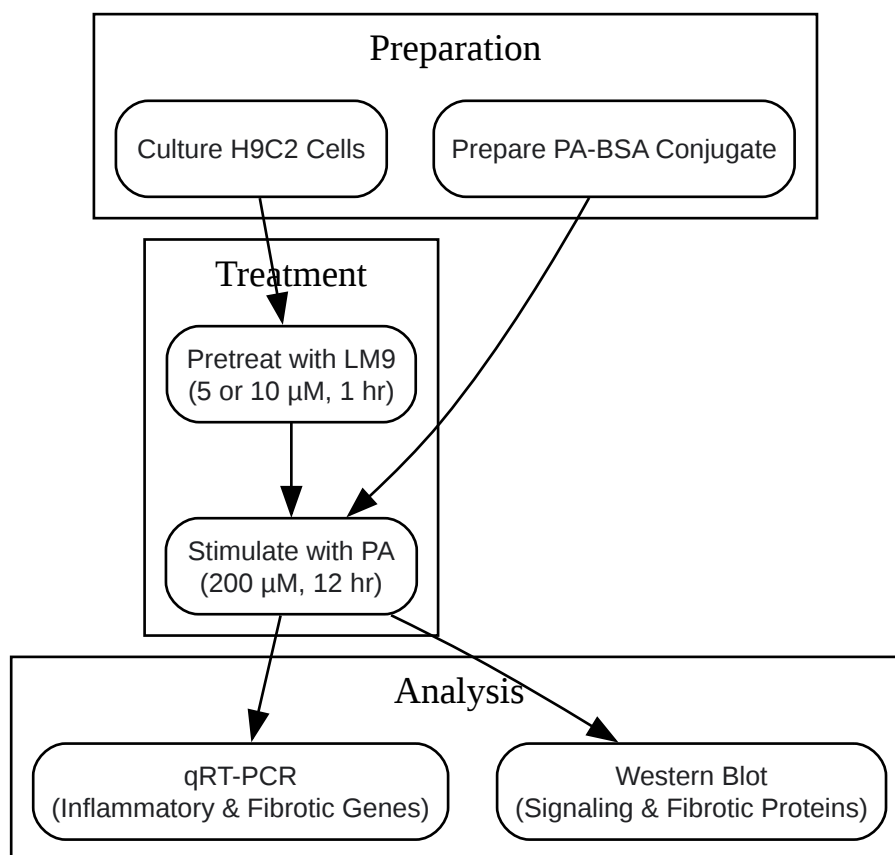 Preparation
Culture H9C2 Cells
Prepare PA-BSA Conjugate
Treatment
Pretreat with LM9
(5 or 10 µM, 1 hr)
Stimulate with PA
(200 µM, 12 hr)
Analysis
qRT-PCR
(Inflammatory & Fibrotic Genes)
Western Blot
(Signaling & Fibrotic Proteins)